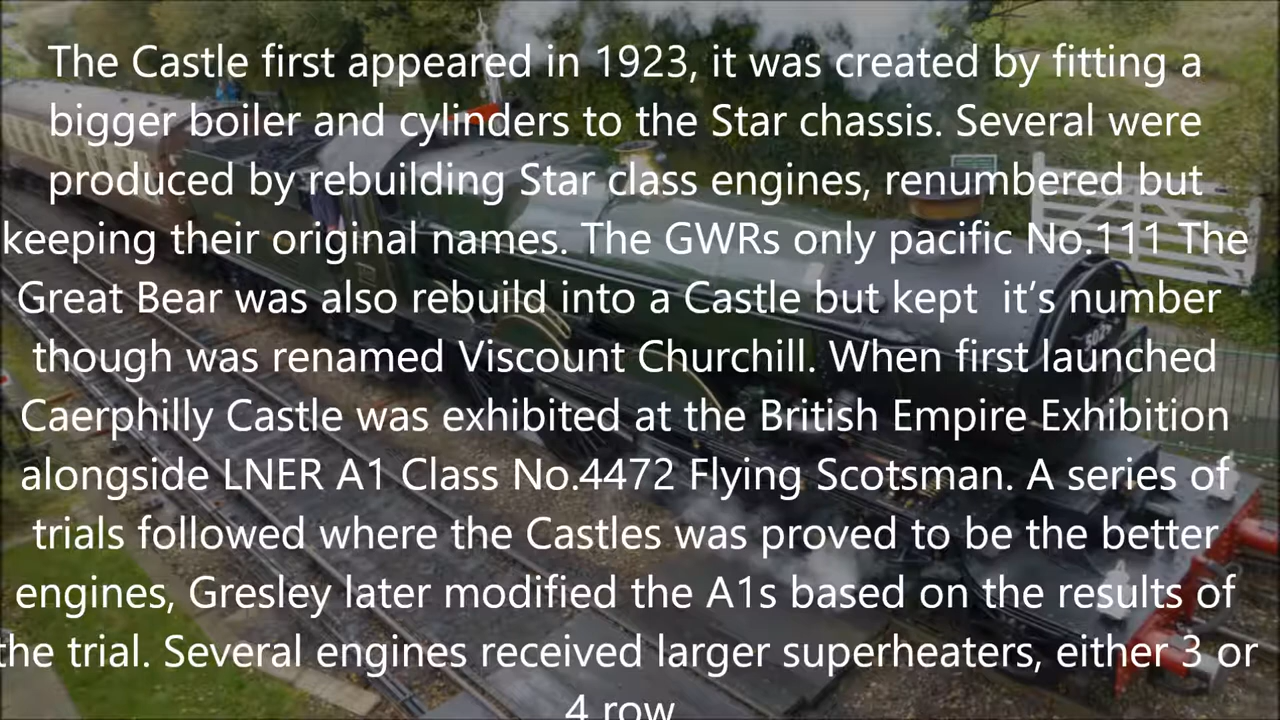 The Castle first appeared in 1923, it was created by fitting a
bigger boiler and cylinders to the Star chassis. Several were
produced by rebuilding Star class engines, renumbered but
keeping their original names. The GWRs only pacific No.111 The
Great Bear was also rebuild into a Castle but kept  it’s number
though was renamed Viscount Churchill. When first launched
Caerphilly Castle was exhibited at the British Empire Exhibition
alongside LNER A1 Class No.4472 Flying Scotsman. A series of
trials followed where the Castles was proved to be the better
engines, Gresley later modified the A1s based on the results of
the trial. Several engines received larger superheaters, either 3 or
4 row